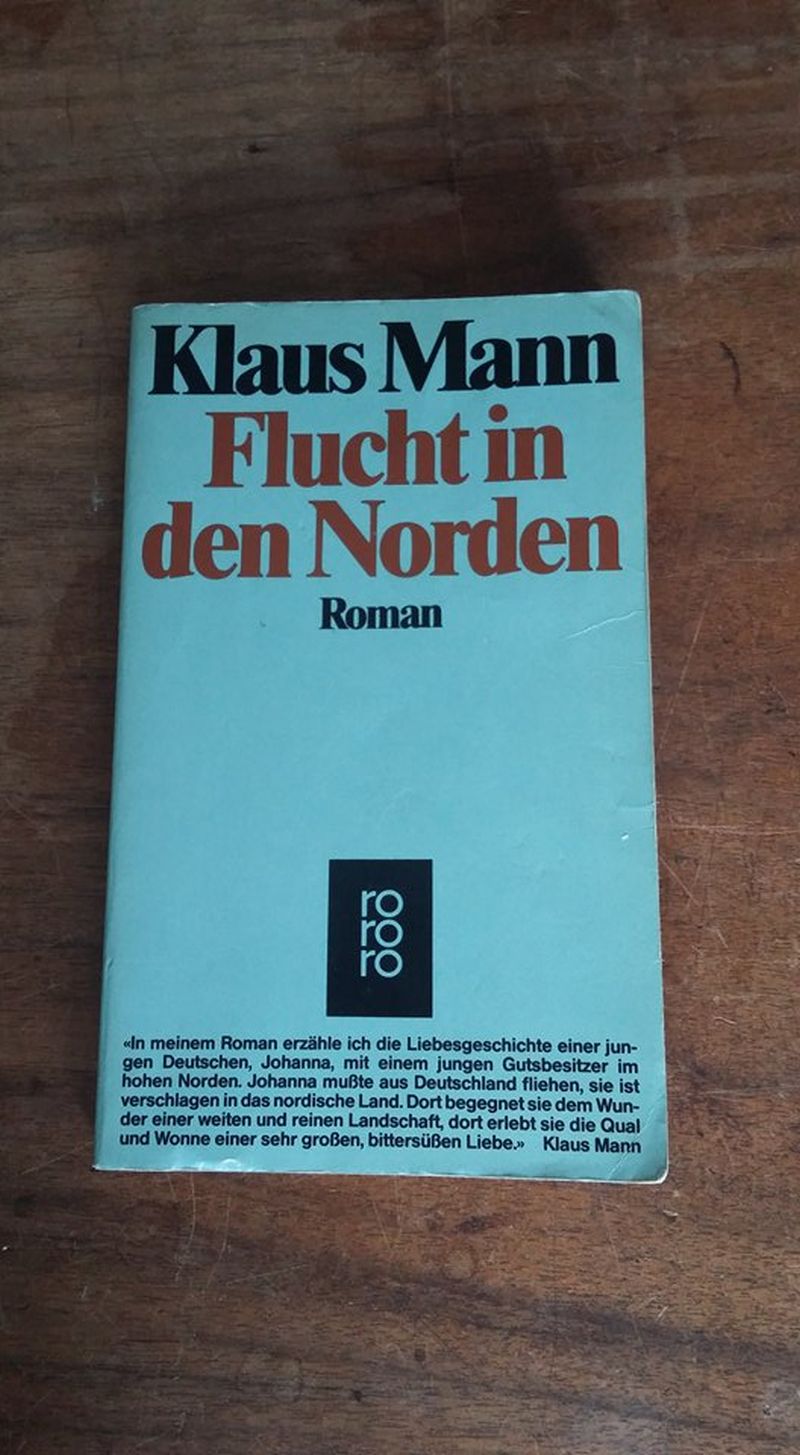 Klaus Mann
Flucht in
den Norden
Roman
ro
ro
ro
«In meinem Roman erzähle ich die Liebesgeschichte einer jun-
gen Deutschen, Johanna, mit einem jungen Gutsbesitzer im
hohen Norden. Johanna mußte aus Deutschland fliehen, sie ist
verschlagen in das nordische Land. Dort begegnet sie dem Wun-
der einer weiten und reinen Landschaft, dort erlebt sie die Qual
und Wonne einer sehr großen, bittersüßen Liebe.» Klaus Mann